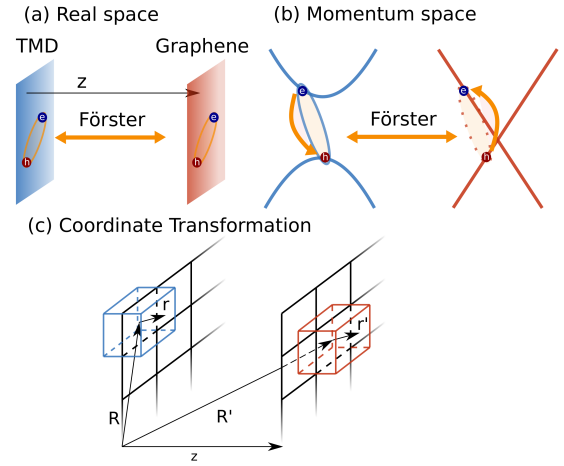 (a) Real space
(b) Momentum space
TMD
Graphene
z
e
e
Förster
h
h
e
e
Förster
h
h
(c) Coordinate Transformation
r
r'
R
R'
z